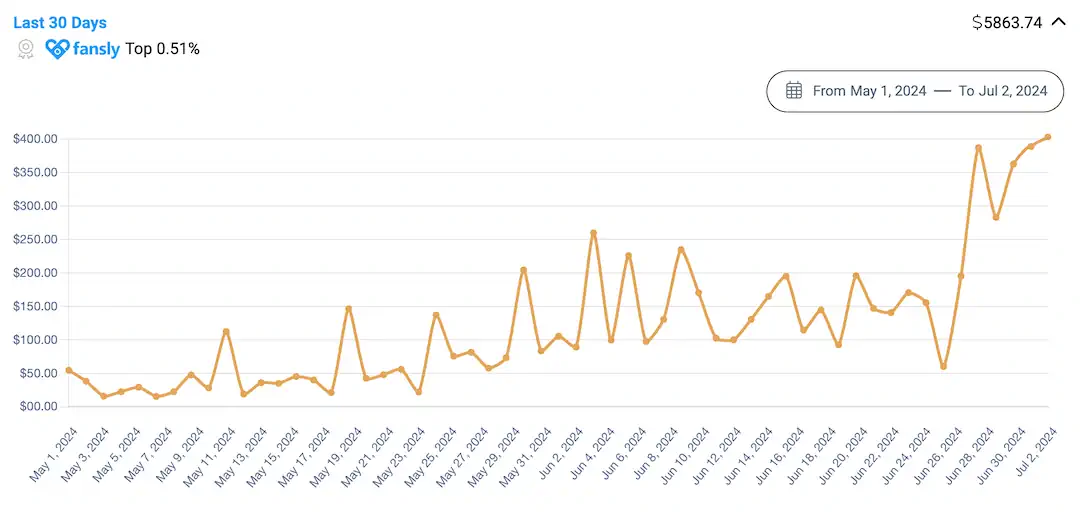 Last 30 Days
$5863.74
fansly Top 0.51%
From May 1, 2024 — To Jul 2, 2024
$400.00
$350.00
$300.00
$250.00
$200.00
$150.00
$100.00
$50.00
$00.00
May 1, 2024
May 3, 2024
May 5, 2024
May 7, 2024
May 9, 2024
May 11, 2024
May 13, 2024
May 15, 2024
May 17, 2024
May 19, 2024
May 21, 2024
May 23, 2024
May 25, 2024
May 27, 2024
May 29, 2024
May 31, 2024
Jun 2, 2024
Jun 4, 2024
Jun 6, 2024
Jun 8, 2024
Jun 10, 2024
Jun 12, 2024
Jun 14, 2024
Jun 16, 2024
Jun 18, 2024
Jun 20, 2024
Jun 22, 2024
Jun 24, 2024
Jun 26, 2024
Jun 28, 2024
Jun 30, 2024
Jul 2, 2024